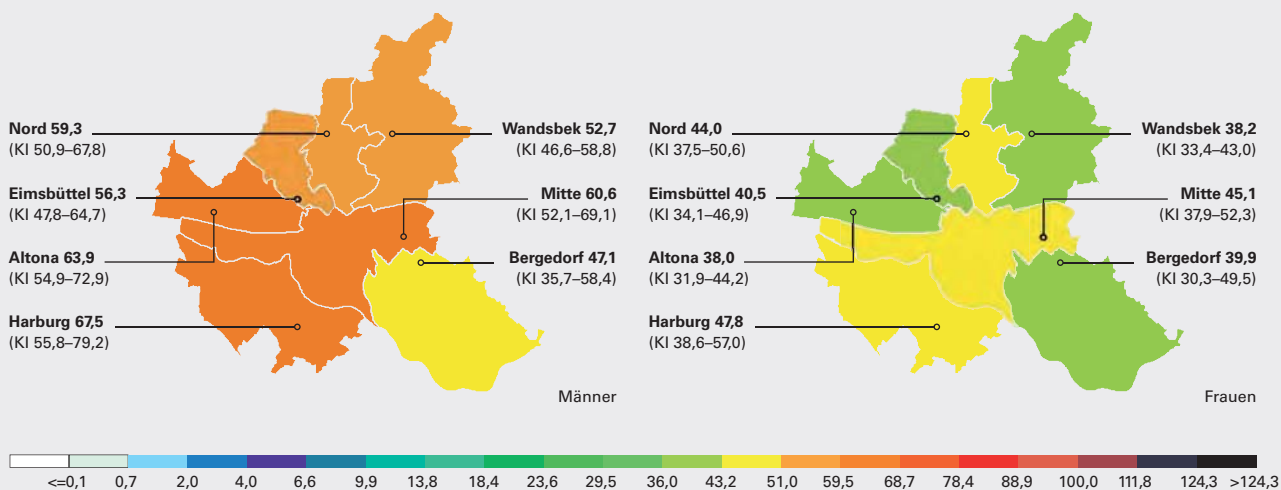 Nord 59,3
(KI 50,9–67,8)
Eimsbüttel 56,3
(KI 47,8–64,7)
Altona 63,9
(KI 54,9–72,9)
Harburg 67,5
(KI 55,8–79,2)
Wandsbek 52,7
(KI 46,6–58,8)
Mitte 60,6
(KI 52,1–69,1)
Bergedorf 47,1
(KI 35,7–58,4)
Männer
Nord 44,0
(KI 37,5–50,6)
Eimsbüttel 40,5
(KI 34,1–46,9)
Altona 38,0
(KI 31,9–44,2)
Harburg 47,8
(KI 38,6–57,0)
Wandsbek 38,2
(KI 33,4–43,0)
Mitte 45,1
(KI 37,9–52,3)
Bergedorf 39,9
(KI 30,3–49,5)
Frauen
<=0,1 0,7 2,0 4,0 6,6 9,9 13,8 18,4 23,6 29,5 36,0 43,2 51,0 59,5 68,7 78,4 88,9 100,0 111,8 124,3 >124,3